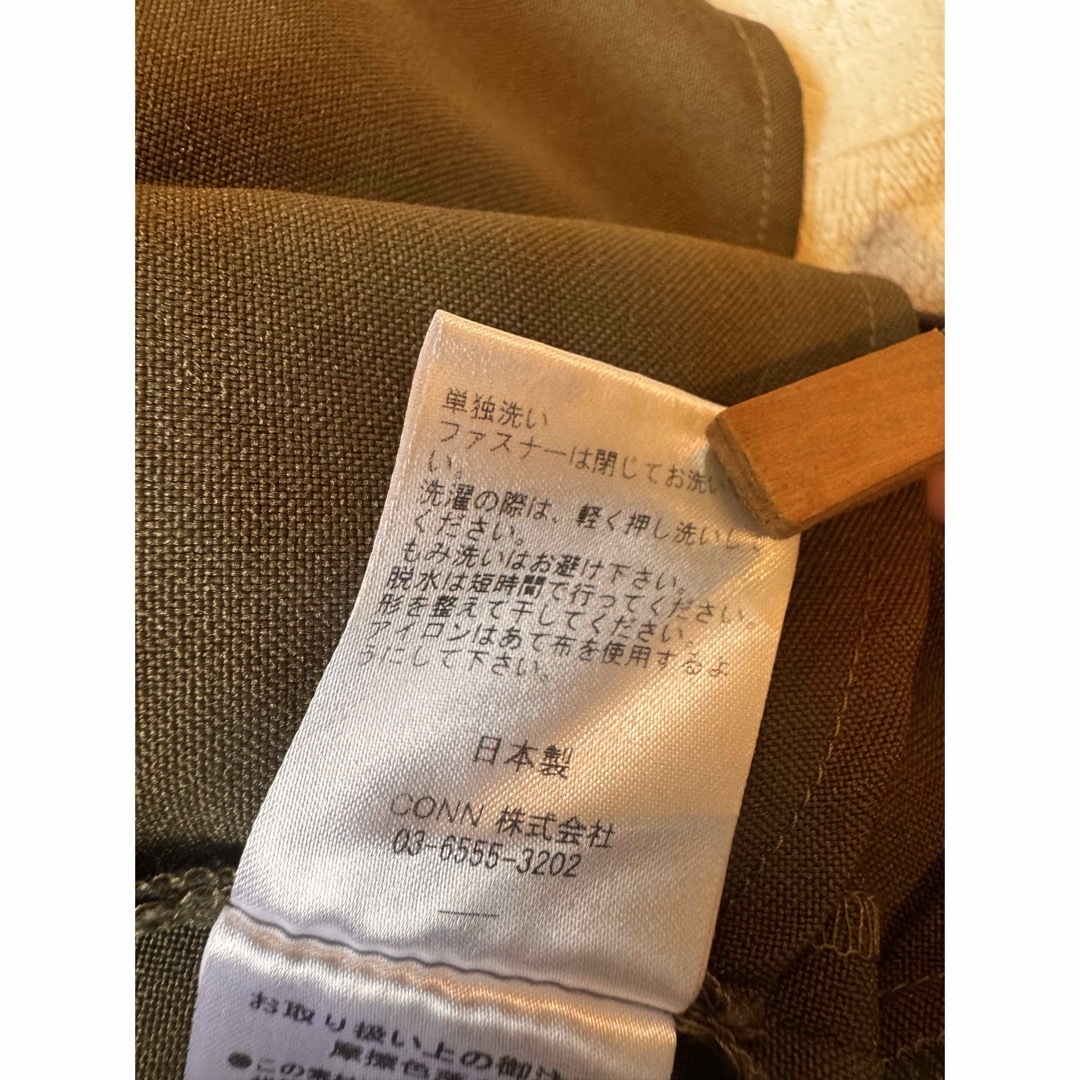 単独洗い
ファスナーは閉じてお洗い
い。
洗濯の際は、軽く押し洗いして
ください。
もみ洗いはお避け下さい。
脱水は短時間で行ってください。
形を整えて干してください。
アイロンはあて布を使用するよ
うにして下さい。
日本製
CONN 株式会社
03-6555-3202
お取り扱い上の御注
摩擦色落
●この素材